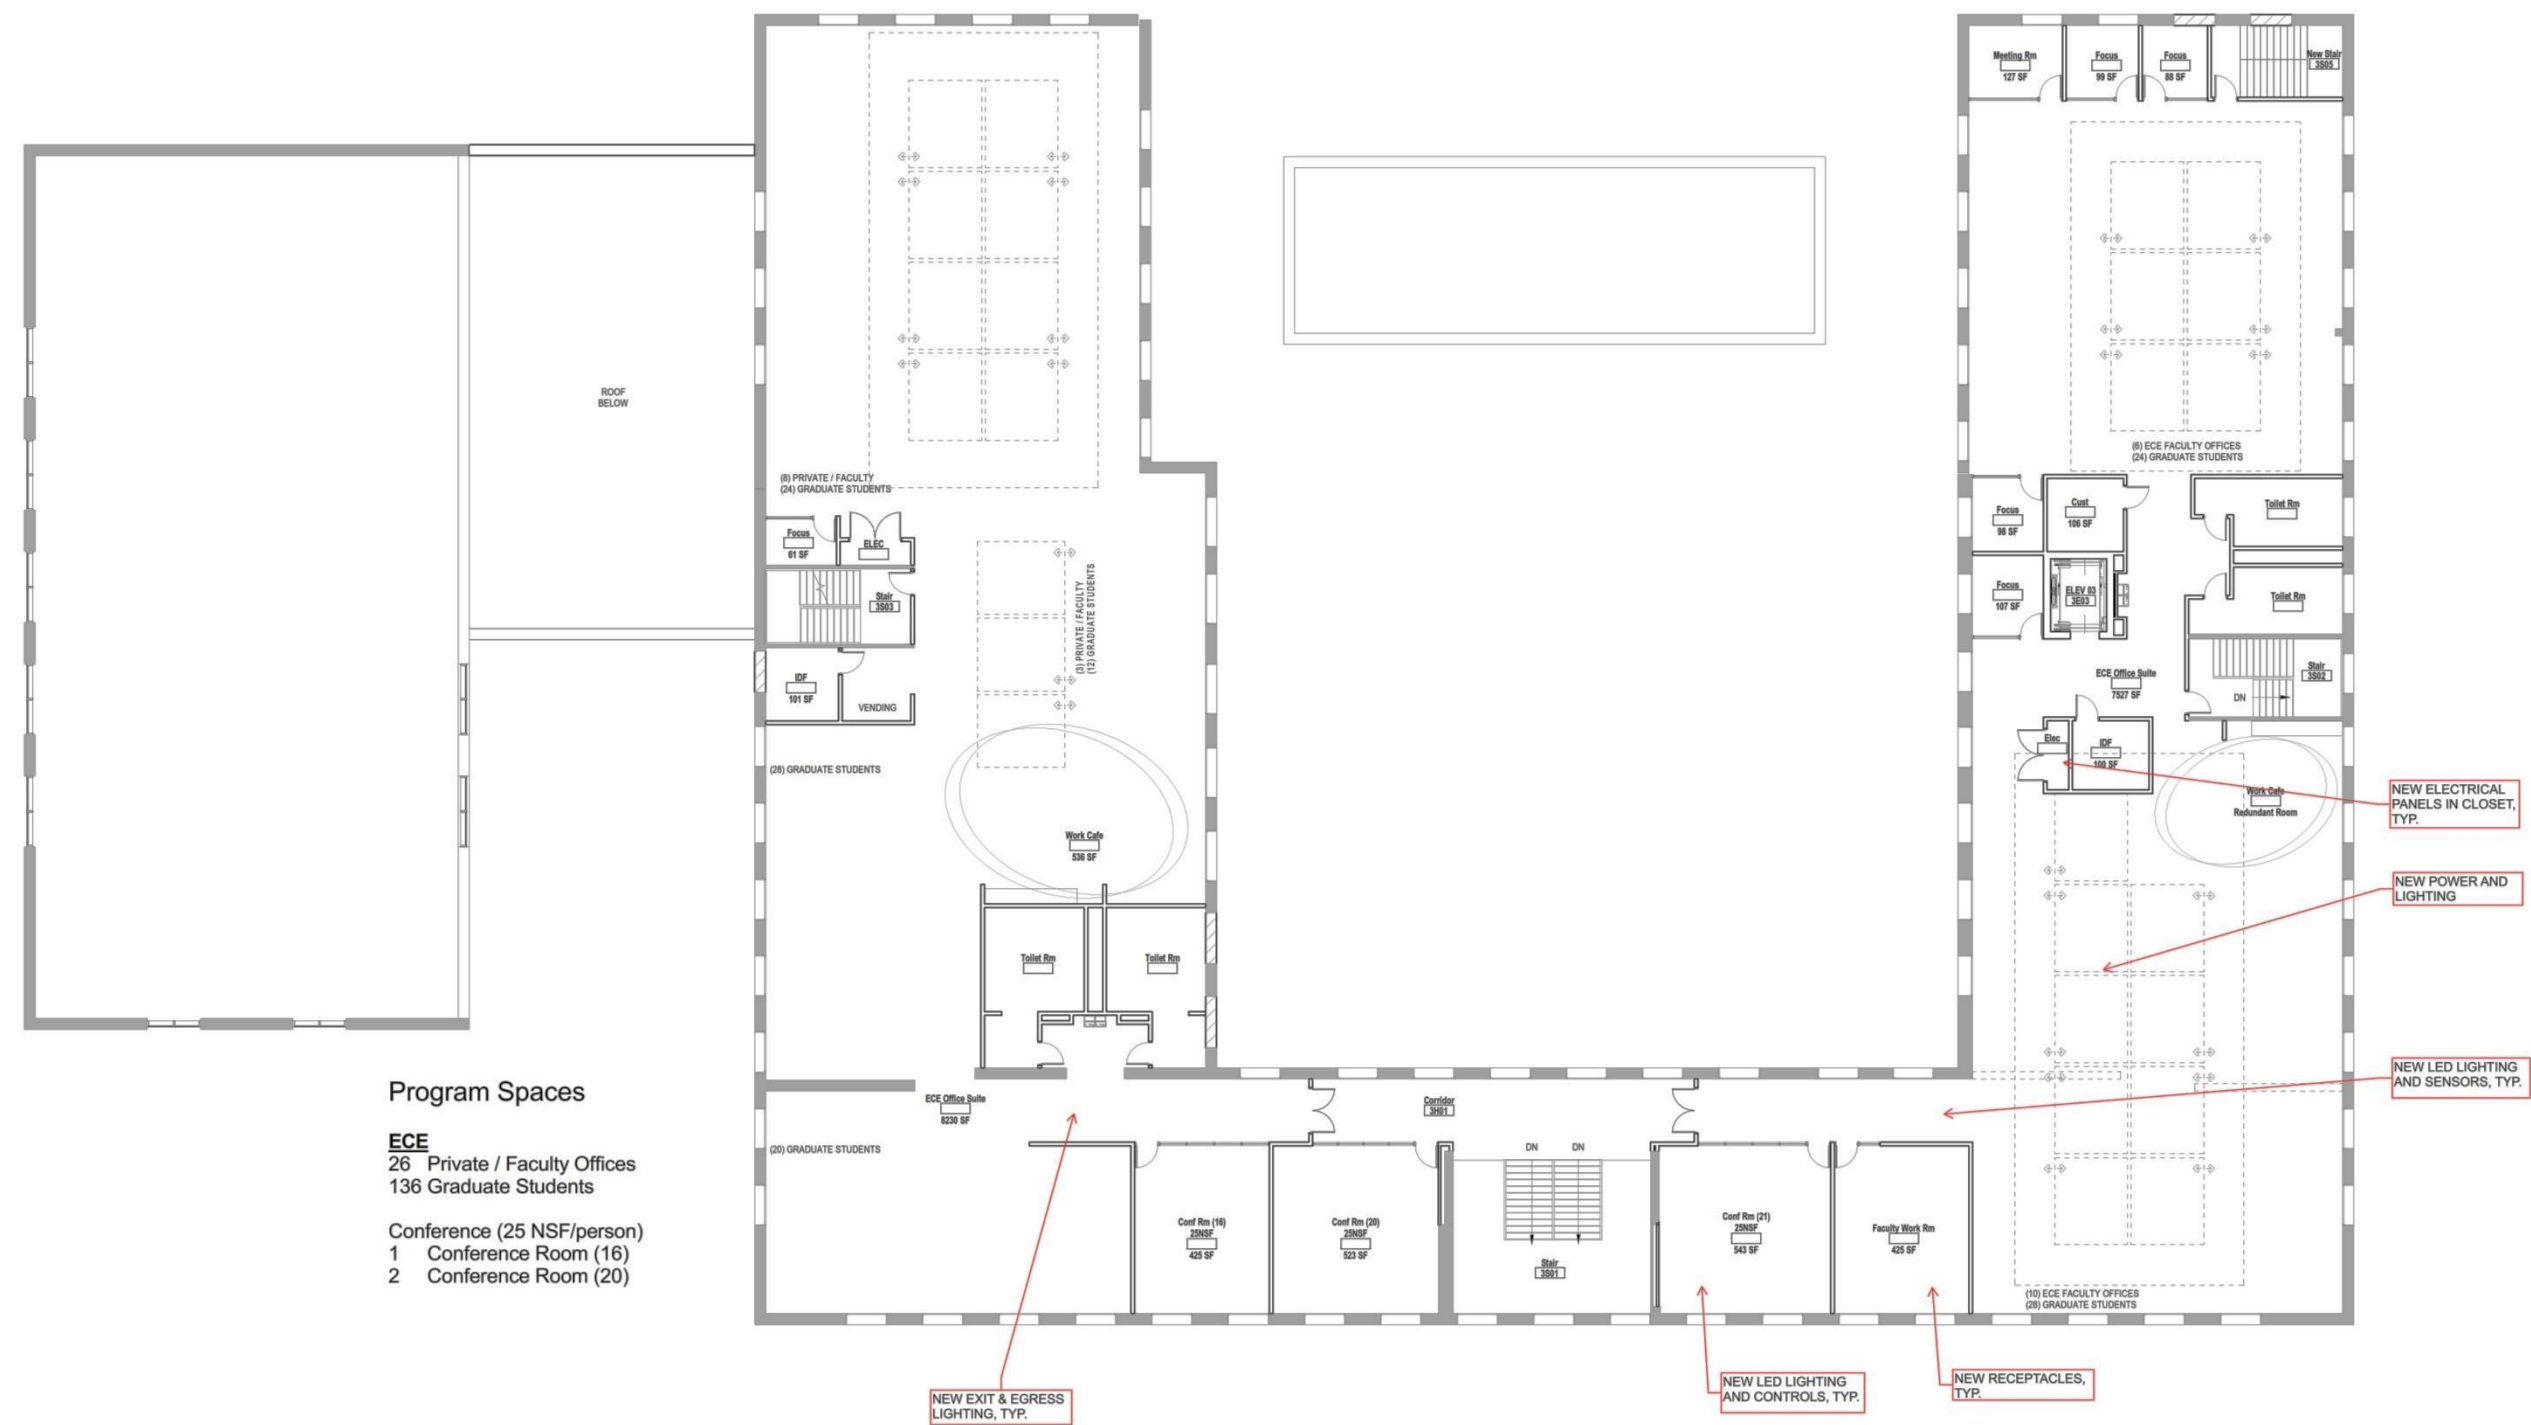 Meeting Rm
127 SF
Focus
99 SF
Focus
88 SF
New Stair
3S05
ROOF
BELOW
(6) ECE FACULTY OFFICES
(24) GRADUATE STUDENTS
(8) PRIVATE / FACULTY
(24) GRADUATE STUDENTS
Focus
61 SF
ELEC
Stair
3S03
(3) PRIVATE / FACULTY
(12) GRADUATE STUDENTS
IDF
101 SF
VENDING
(28) GRADUATE STUDENTS
Work Cafe
536 SF
Toilet Rm
Toilet Rm
Focus
98 SF
Cust
106 SF
Toilet Rm
Focus
107 SF
ELEV 03
3E03
Toilet Rm
ECE Office Suite
7527 SF
Stair
3S02
DN
Elec
IDF
100 SF
Work Cafe
Redundant Room
NEW ELECTRICAL
PANELS IN CLOSET,
TYP.
NEW POWER AND
LIGHTING
NEW LED LIGHTING
AND SENSORS, TYP.
Program Spaces
ECE
26 Private / Faculty Offices
136 Graduate Students
Conference (25 NSF/person)
1 Conference Room (16)
2 Conference Room (20)
ECE Office Suite
8230 SF
(20) GRADUATE STUDENTS
Corridor
3H01
DN
DN
Conf Rm (16)
25NSF
425 SF
Conf Rm (20)
25NSF
523 SF
Stair
3S01
Conf Rm (21)
25NSF
543 SF
Faculty Work Rm
425 SF
(10) ECE FACULTY OFFICES
(28) GRADUATE STUDENTS
NEW EXIT & EGRESS
LIGHTING, TYP.
NEW LED LIGHTING
AND CONTROLS, TYP.
NEW RECEPTACLES,
TYP.